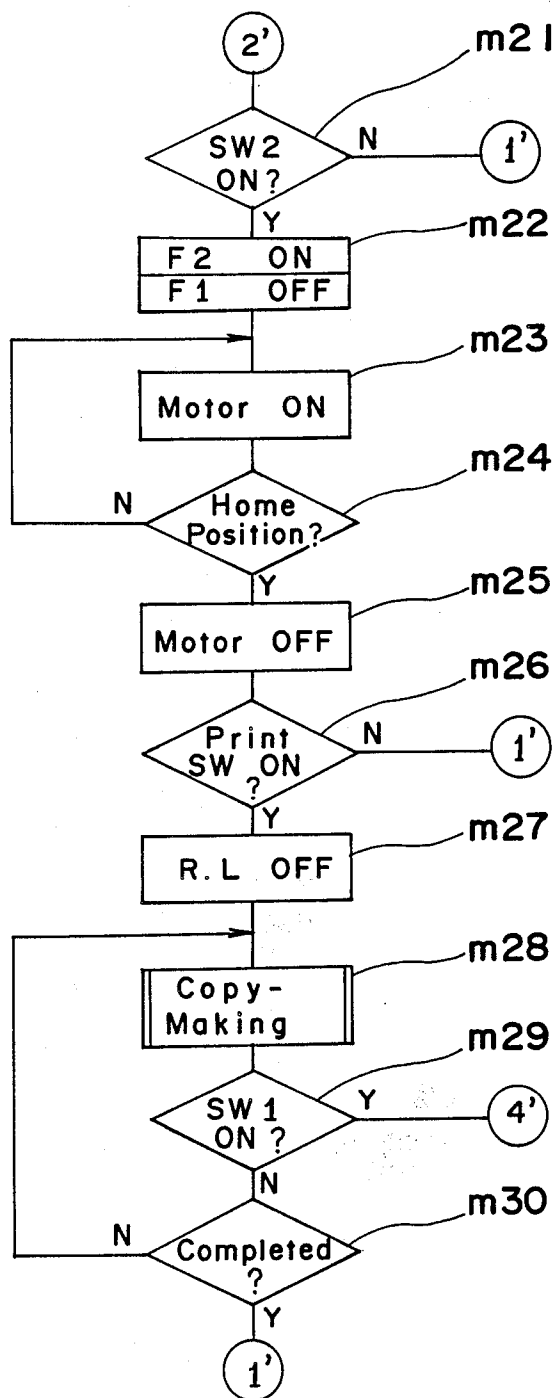 2'
m21
SW2
ON?
N
1'
Y
m22
F2 ON
F1 OFF
m23
Motor ON
m24
N
Home
Position?
Y
m25
Motor OFF
m26
Print
SW ON
?
N
1'
Y
m27
R.L OFF
m28
Copy-
Making
m29
SW1
ON?
Y
4'
N
m30
N
Completed
?
Y
1'